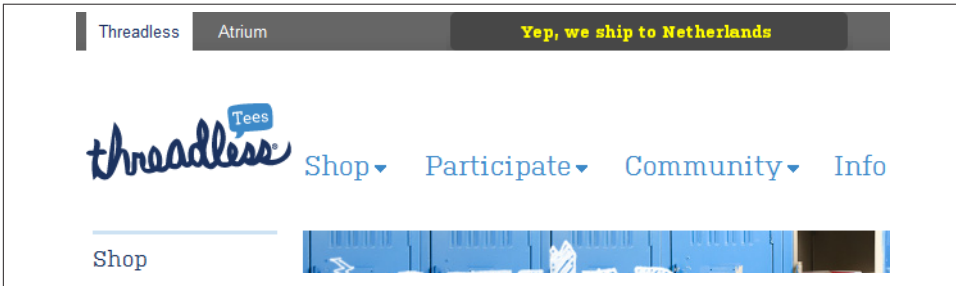 Threadless Atrium Yep, we ship to Netherlands
Tees
threadless
Shop Participate Community Info
Shop